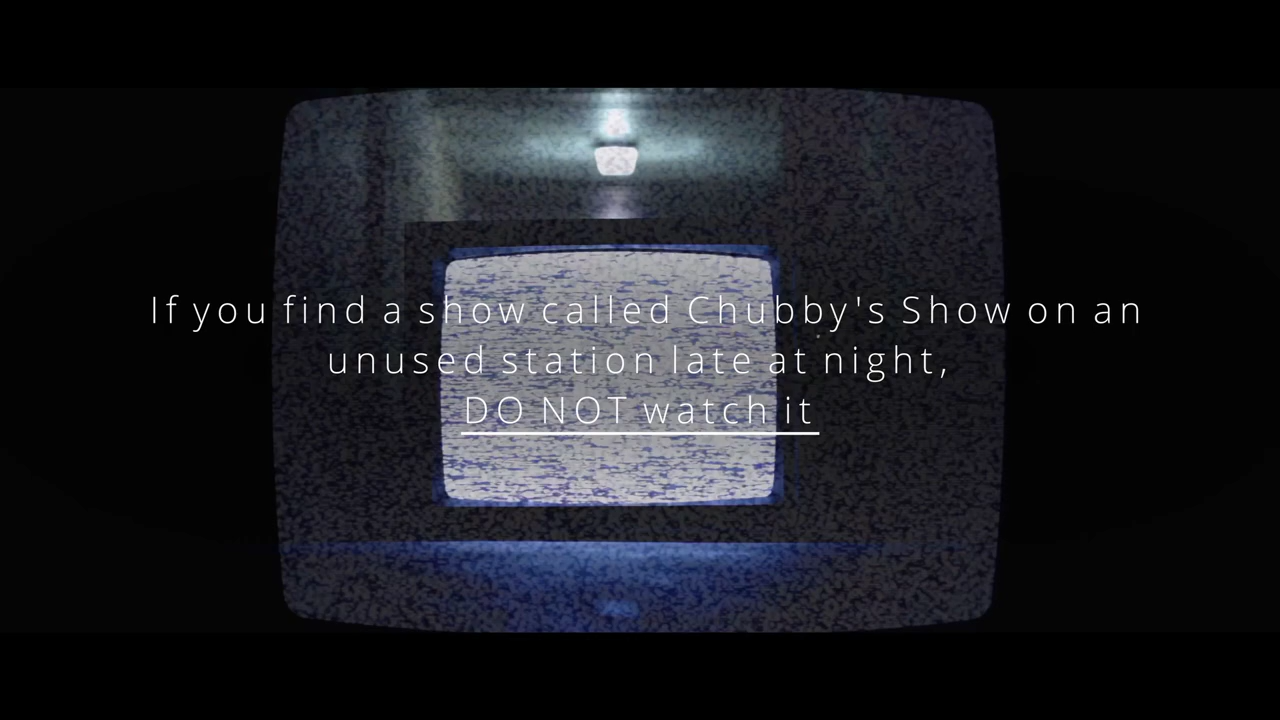 If you find a show called Chubby's Show on an
unused station late at night,
DO NOT watch it